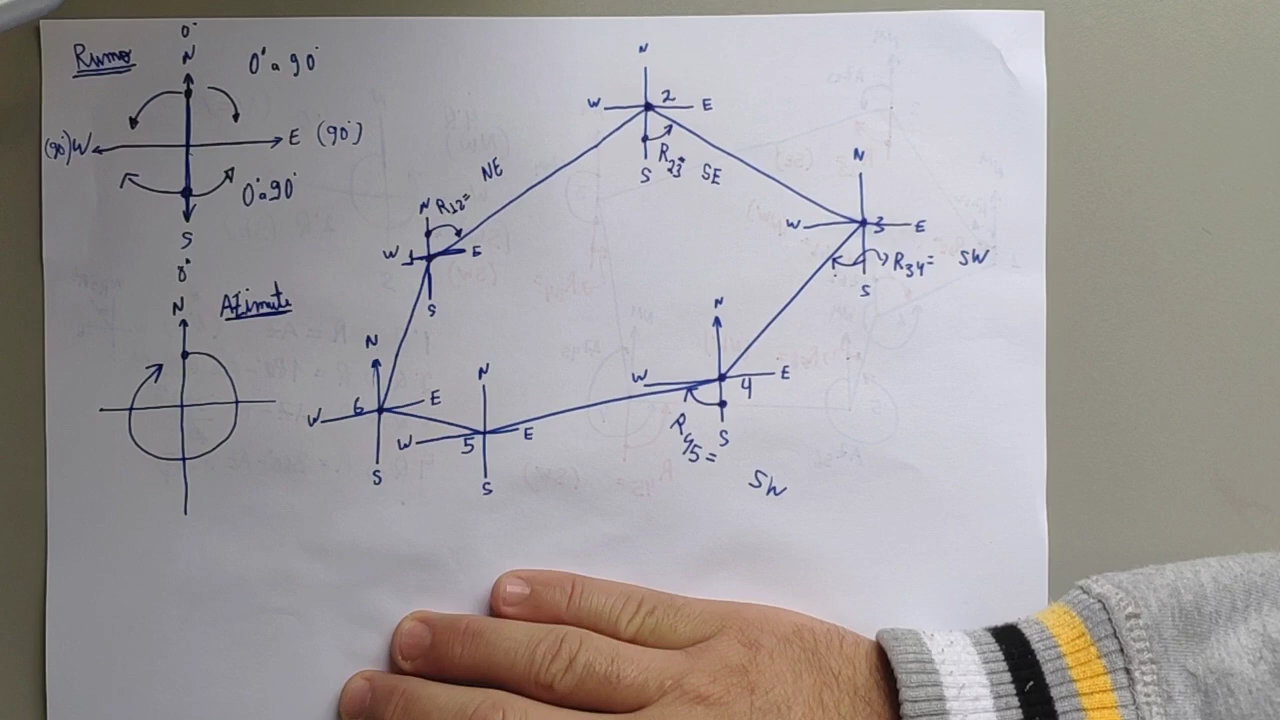 Rumo
0°
N
0° a 90°
(90°) W
E (90°)
0° a 90°
S
0°
Azimute
N
N
W
2
E
S
R23=
SE
NE
N
R12=
W
1
E
S
N
W
3
E
S
R34= SW
N
W
4
E
S
R45=
SW
N
W
5
E
S
N
6
E
W
S